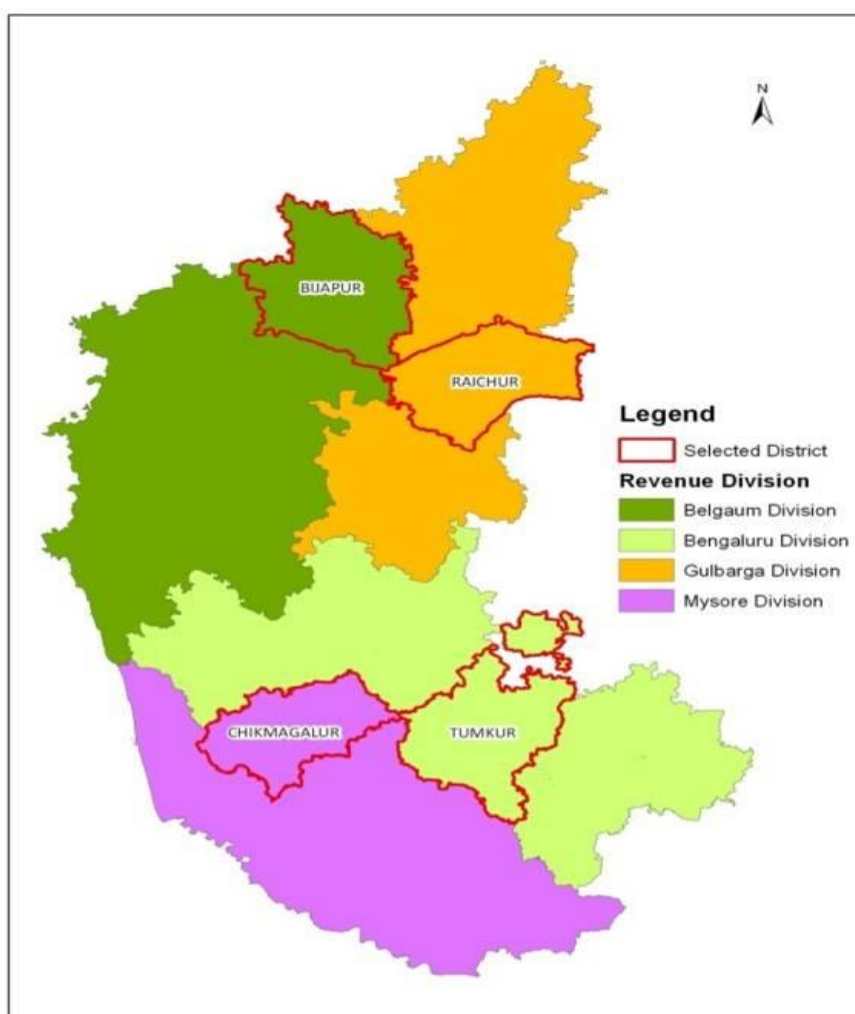 N
BIJAPUR
RAICHUR
Legend
Selected District
Revenue Division
Belgaum Division
Bengaluru Division
Gulbarga Division
Mysore Division
CHIKMAGALUR
TUMKUR